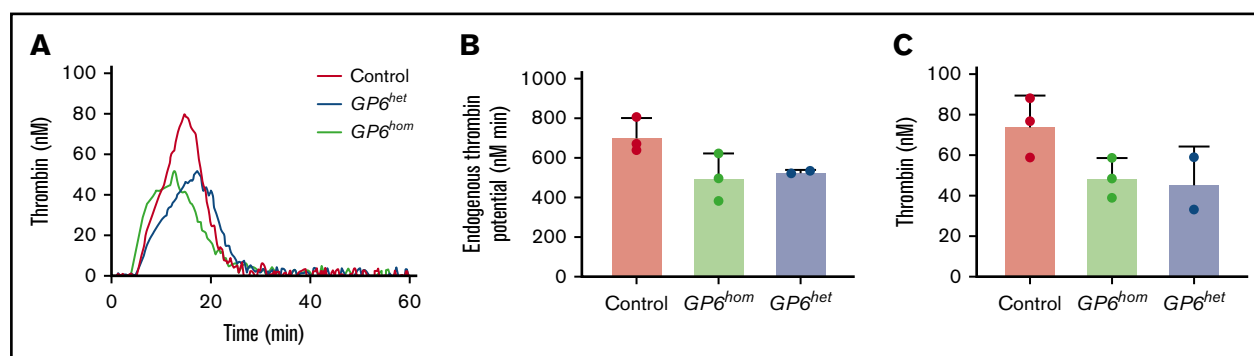 A
100
80
60
40
20
0
Thrombin (nM)
0 20 40 60
Time (min)
Control
GP6het
GP6hom
B
1000
800
600
400
200
0
Endogenous thrombin
potential (nM min)
Control GP6hom GP6het
C
100
80
60
40
20
0
Thrombin (nM)
Control GP6hom GP6het